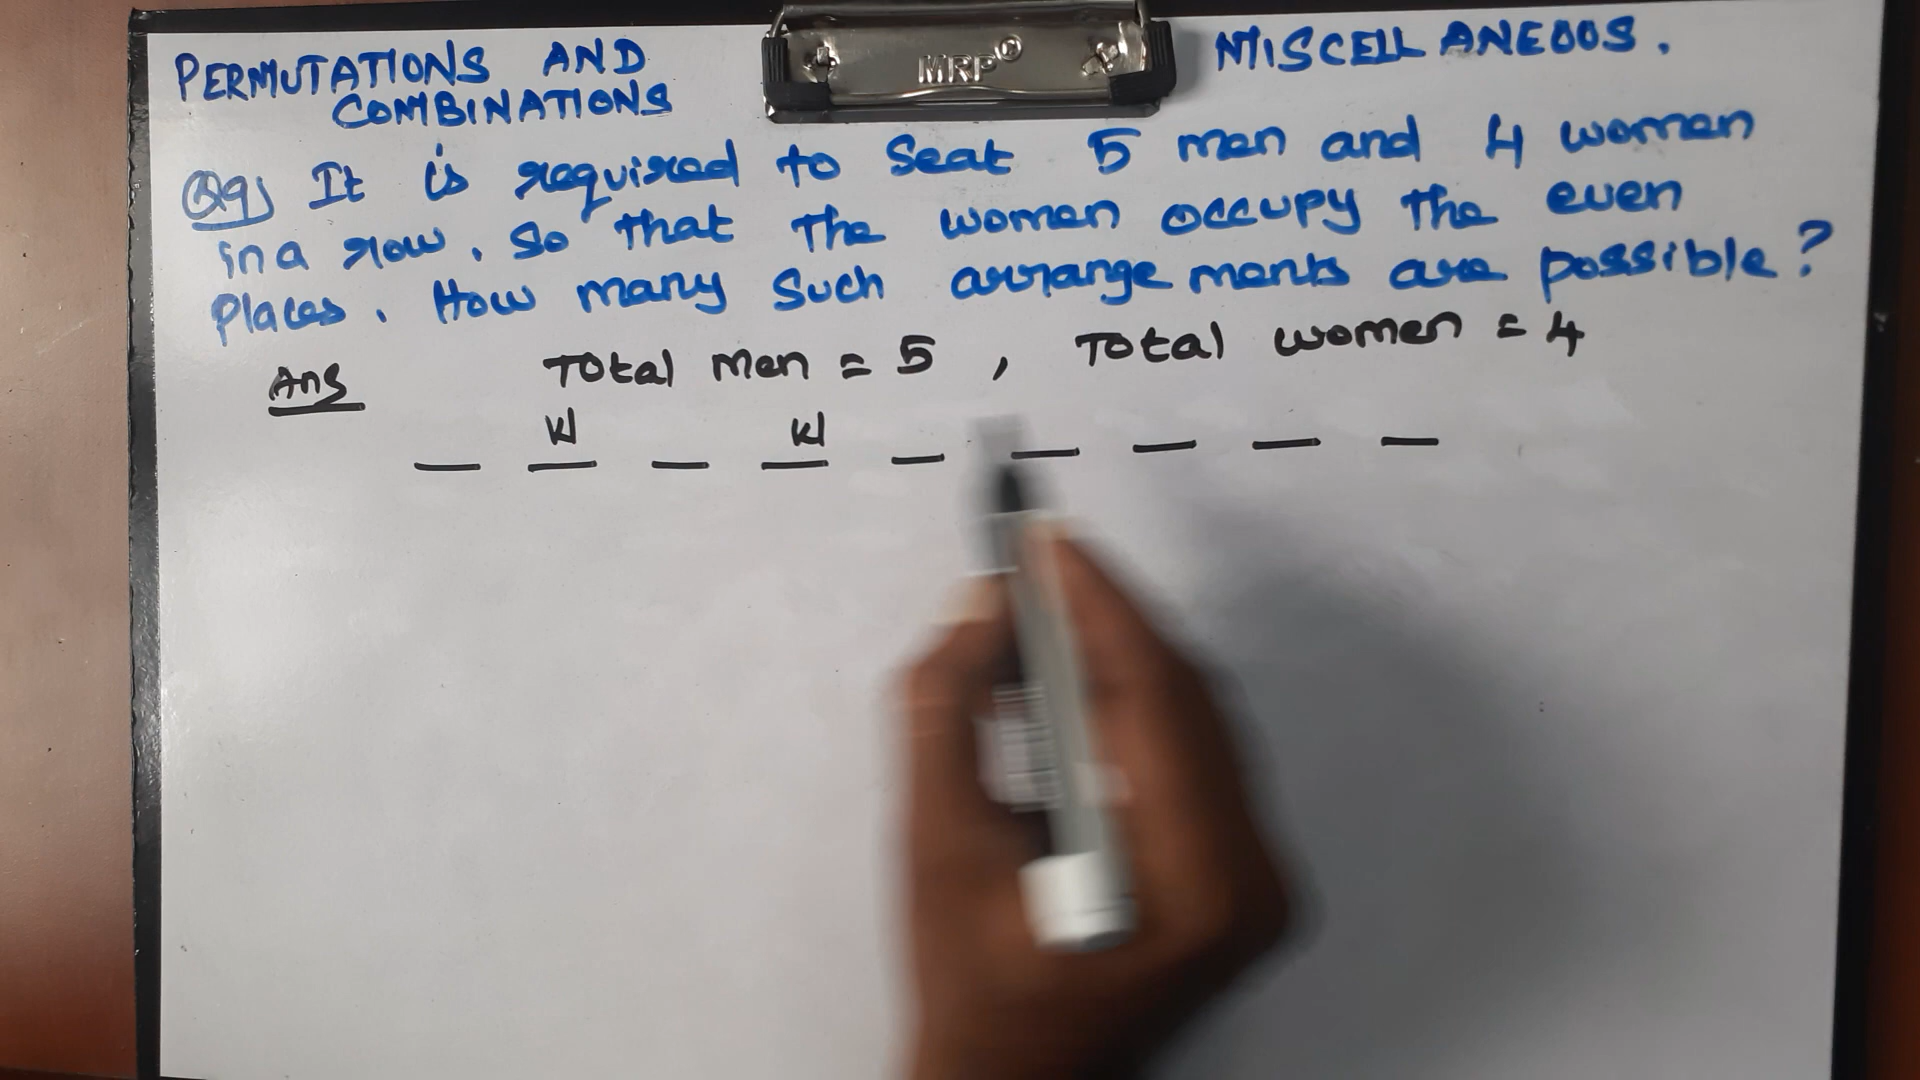 PERMUTATIONS AND COMBINATIONS
MRP
MISCELLANEOUS.
Q9) It is required to seat 5 men and 4 women
in a row, so that the women occupy the even
places. How many such arrangements are possible?
Ans Total men = 5, Total women = 4
_ W _ W _ _ _ _ _